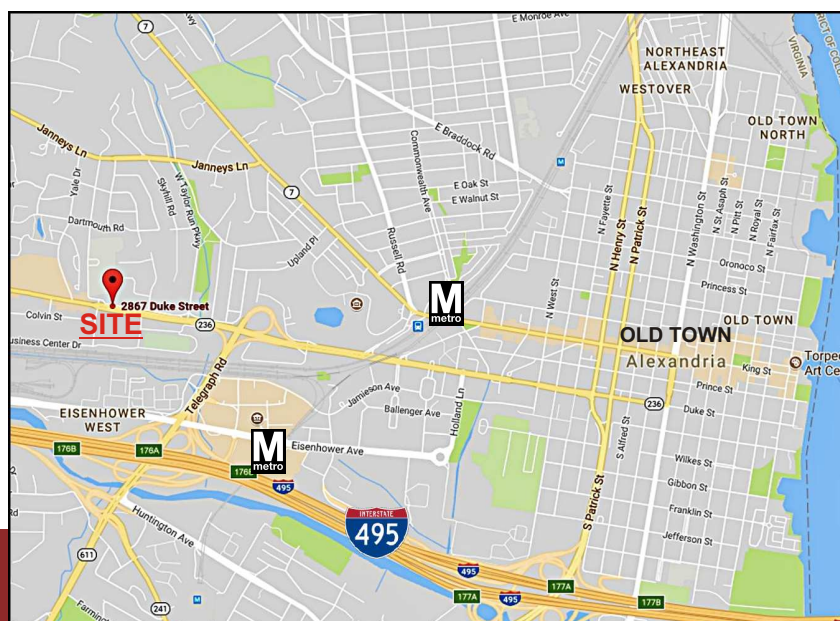 7
E Monroe Ave
NORTHEAST
ALEXANDRIA
WESTOVER
VIRGINIA
OLD TOWN
NORTH
Janneys Ln
Janneys Ln
E Braddock Rd
Commonwealth Ave
E Oak St
E Walnut St
Yale Dr
Skyhill Rd
W Taylor Run Pkwy
Dartmouth Rd
7
Upland Pl
Russell Rd
N Fayette St
N Henry St
N Patrick St
N Washington St
N St Asaph St
N Pitt St
N Royal St
N Fairfax St
Oronoco St
Princess St
N West St
2867 Duke Street
SITE
Colvin St
236
M
metro
OLD TOWN
OLD TOWN
Alexandria
Torpec
Art Ce
King St
Prince St
Duke St
236
usiness Center Dr
Telegraph Rd
Jamieson Ave
Ballenger Ave
Holland Ln
EISENHOWER
WEST
M
metro
Eisenhower Ave
S Alfred St
Wilkes St
Gibbon St
Franklin St
Jefferson St
S Patrick St
176B
176A
176B
495
INTERSTATE
495
Huntington Ave
611
241
495
177A
177A
495
177B